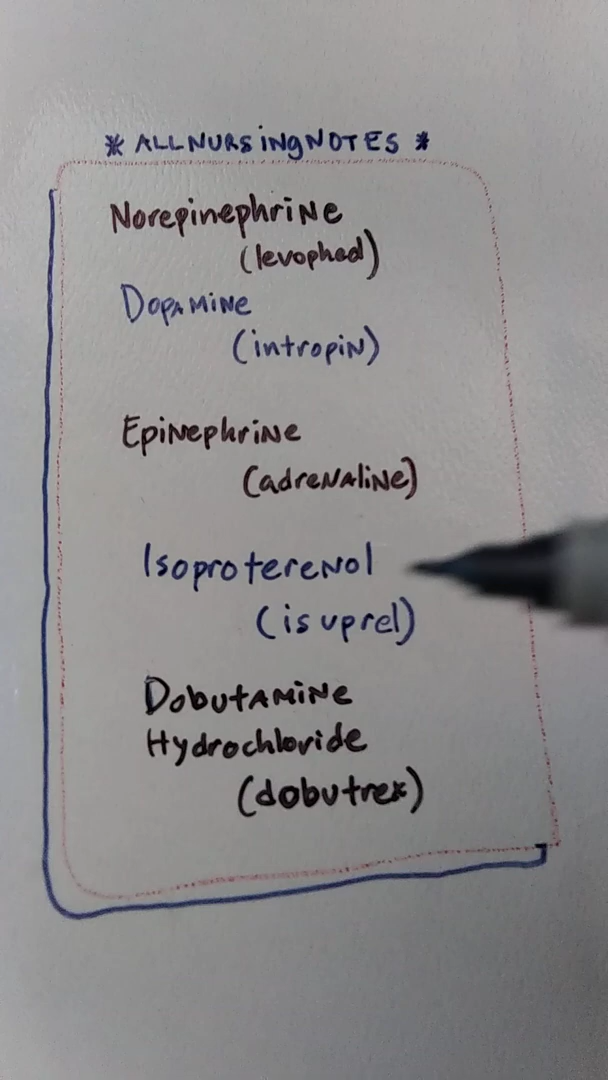 * ALLNURSINGNOTES *
Norepinephrine
(levophed)
Dopamine
(intropin)
Epinephrine
(adrenaline)
Isoproterenol
(isuprel)
Dobutamine
Hydrochloride
(dobutrex)